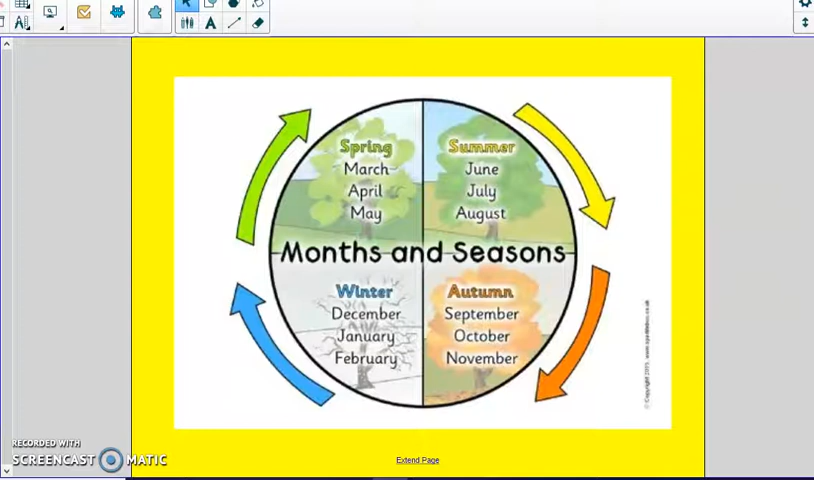 Spring
March
April
May
Summer
June
July
August
Months and Seasons
Winter
December
January
February
Autumn
September
October
November
RECORDED WITH
SCREENCAST MATIC
Extend Page